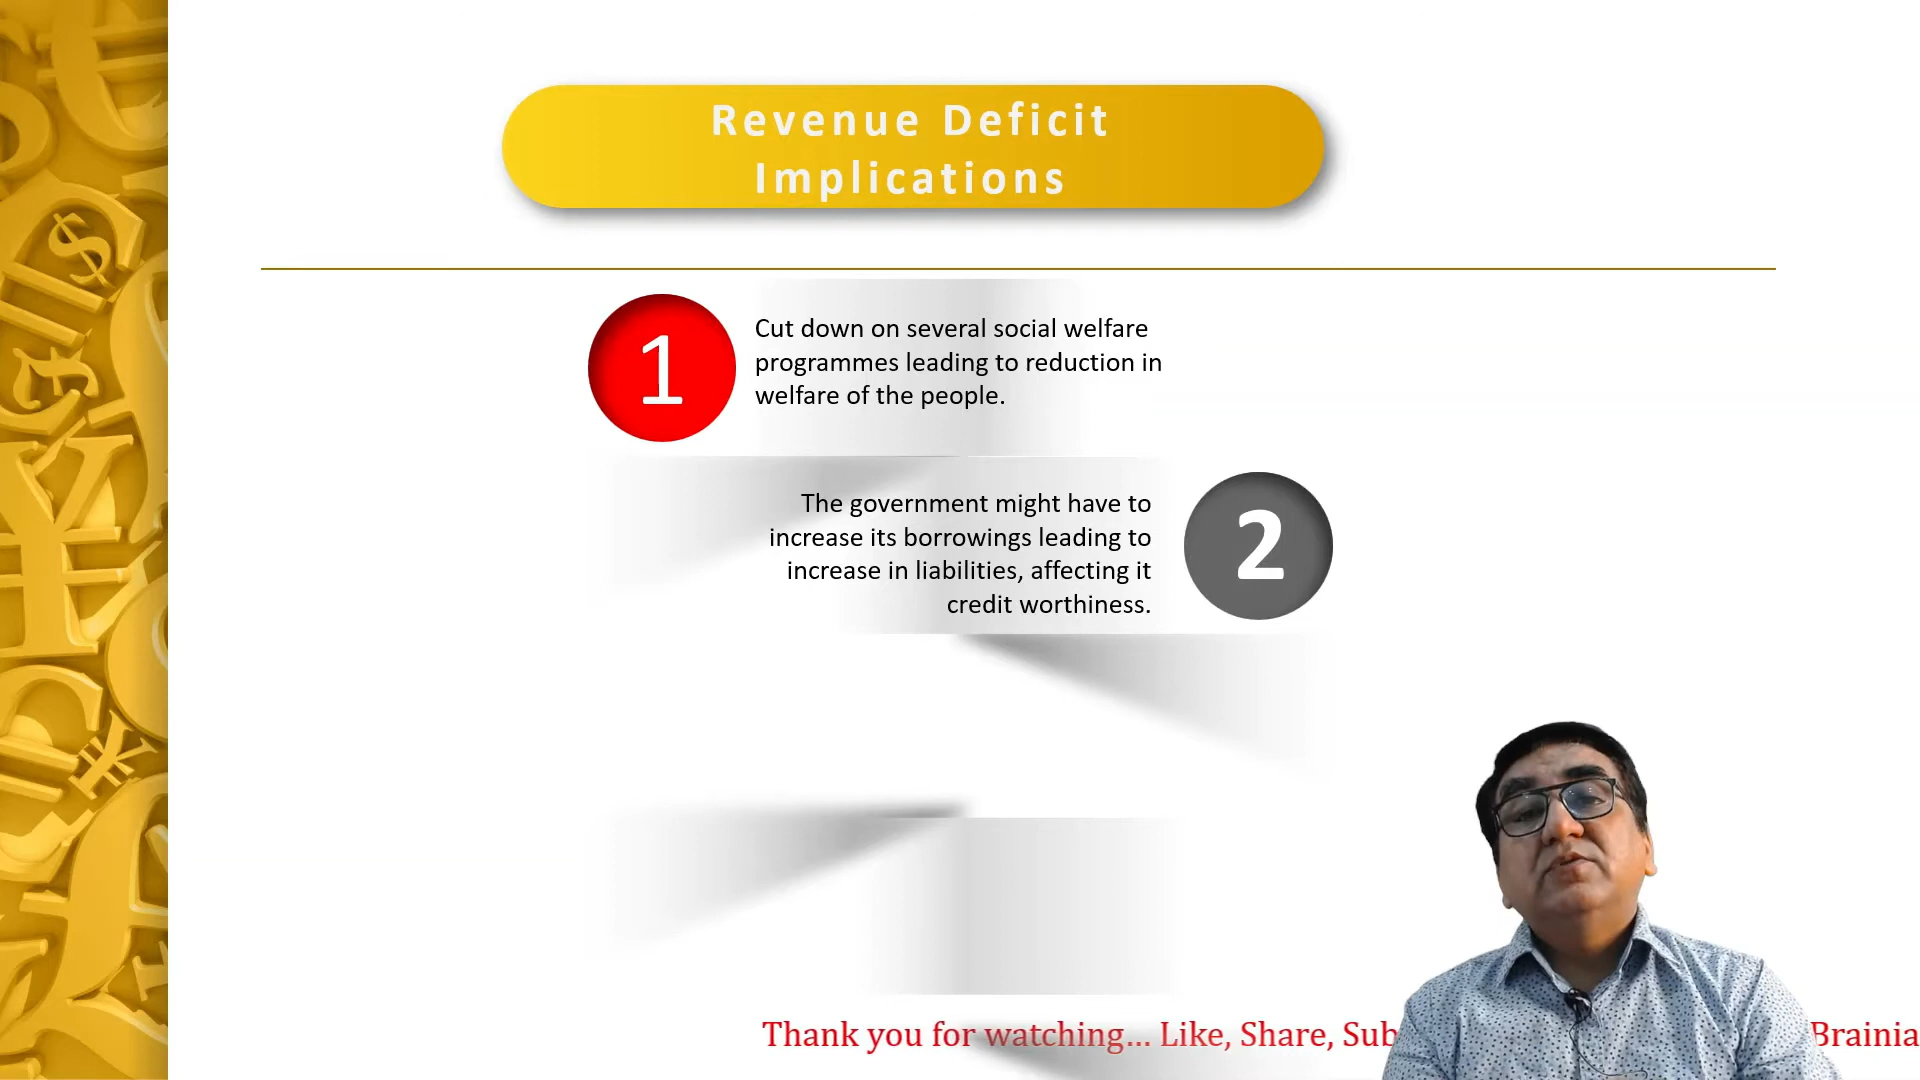 Revenue Deficit
Implications
1
Cut down on several social welfare
programmes leading to reduction in
welfare of the people.
The government might have to
increase its borrowings leading to
increase in liabilities, affecting it
credit worthiness.
2
Thank you for watching... Like, Share, Sub